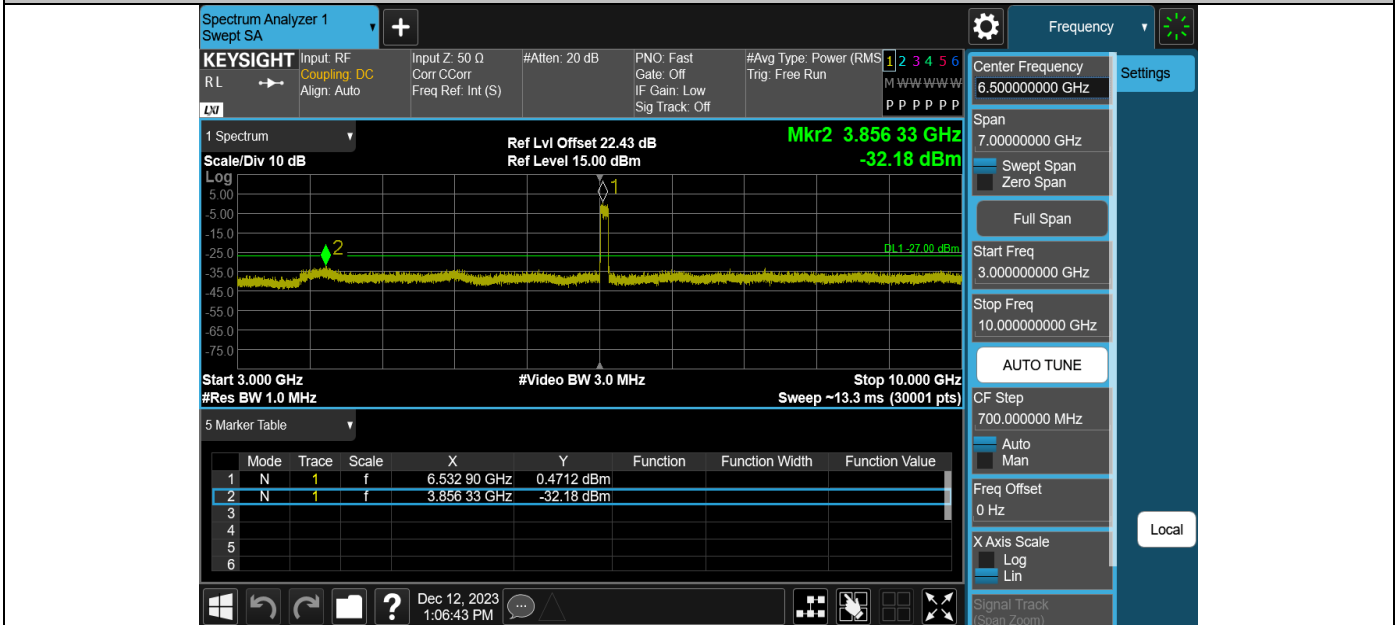 Spectrum Analyzer 1
Swept SA
+
Frequency
KEYSIGHT
RL
LXI
Input: RF
Coupling: DC
Align: Auto
Input Z: 50 Ω
Corr CCorr
Freq Ref: Int (S)
#Atten: 20 dB
PNO: Fast
Gate: Off
IF Gain: Low
Sig Track: Off
#Avg Type: Power (RMS
Trig: Free Run
1 2 3 4 5 6
M W W W W W
P P P P P P
1 Spectrum
Scale/Div 10 dB
Ref Lvl Offset 22.43 dB
Ref Level 15.00 dBm
Mkr2 3.856 33 GHz
-32.18 dBm
Log
5.00
-5.00
-15.0
-25.0
-35.0
-45.0
-55.0
-65.0
-75.0
1
2
DL1 -27.00 dBm
Start 3.000 GHz
#Video BW 3.0 MHz
Stop 10.000 GHz
#Res BW 1.0 MHz
Sweep ~13.3 ms (30001 pts)
5 Marker Table
Mode Trace Scale X Y Function Function Width Function Value
1 N 1 f 6.532 90 GHz 0.4712 dBm
2 N 1 f 3.856 33 GHz -32.18 dBm
3
4
5
6
?
Dec 12, 2023
1:06:43 PM
Center Frequency
6.500000000 GHz
Settings
Span
7.00000000 GHz
Swept Span
Zero Span
Full Span
Start Freq
3.000000000 GHz
Stop Freq
10.000000000 GHz
AUTO TUNE
CF Step
700.000000 MHz
Auto
Man
Freq Offset
0 Hz
Local
X Axis Scale
Log
Lin
Signal Track
(Span Zoom)